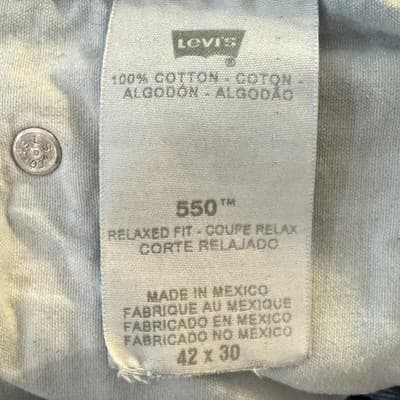 Levi's
®
100% COTTON - COTON -
ALGODÓN - ALGODÃO
550™
RELAXED FIT - COUPE RELAX
CORTE RELAJADO
MADE IN MEXICO
FABRIQUE AU MEXIQUE
FABRICADO EN MEXICO
FABRICADO NO MEXICO
42 x 30